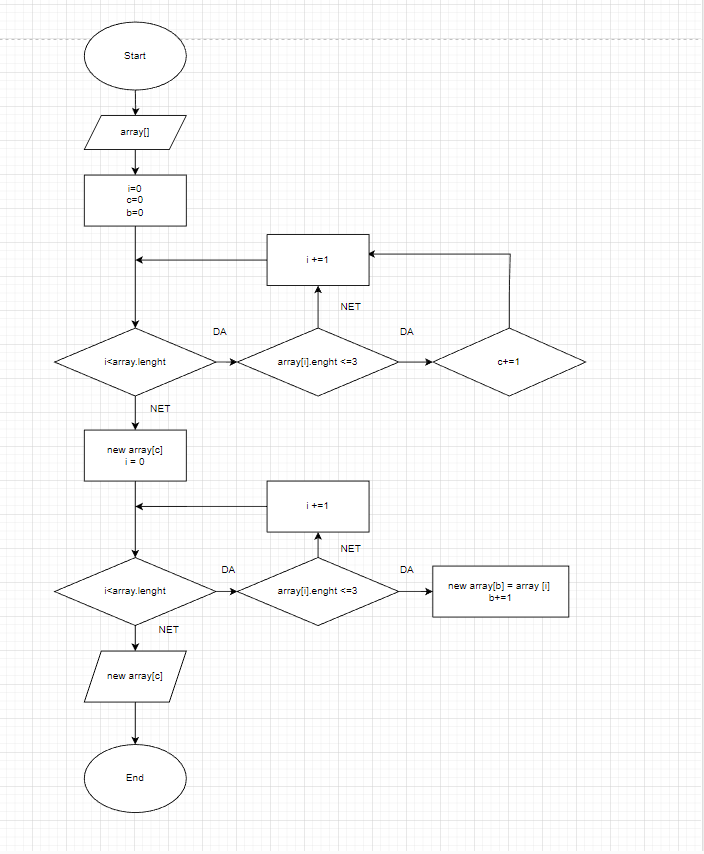 Start
array[]
i=0
c=0
b=0
i +=1
NET
DA
DA
i<array.lenght
array[i].enght <=3
c+=1
NET
new array[c]
i = 0
i +=1
NET
DA
DA
i<array.lenght
array[i].enght <=3
new array[b] = array [i]
b+=1
NET
new array[c]
End